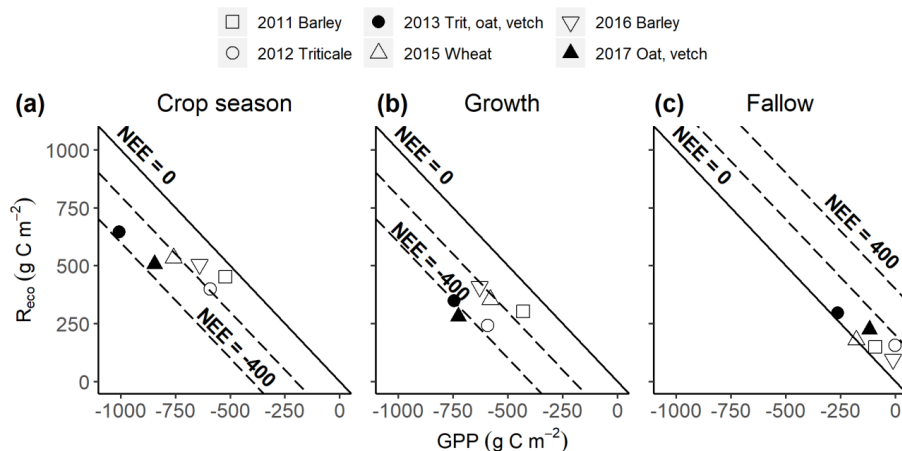 2011 Barley 2013 Trit, oat, vetch 2016 Barley
2012 Triticale 2015 Wheat 2017 Oat, vetch
(a) Crop season (b) Growth (c) Fallow
Reco (g C m−2)
1000
750
500
250
0
NEE = 0
NEE = -400
NEE = 0
NEE = -400
NEE = 0
NEE = 400
-1000 -750 -500 -250 0 -1000 -750 -500 -250 0 -1000 -750 -500 -250 0
GPP (g C m−2)